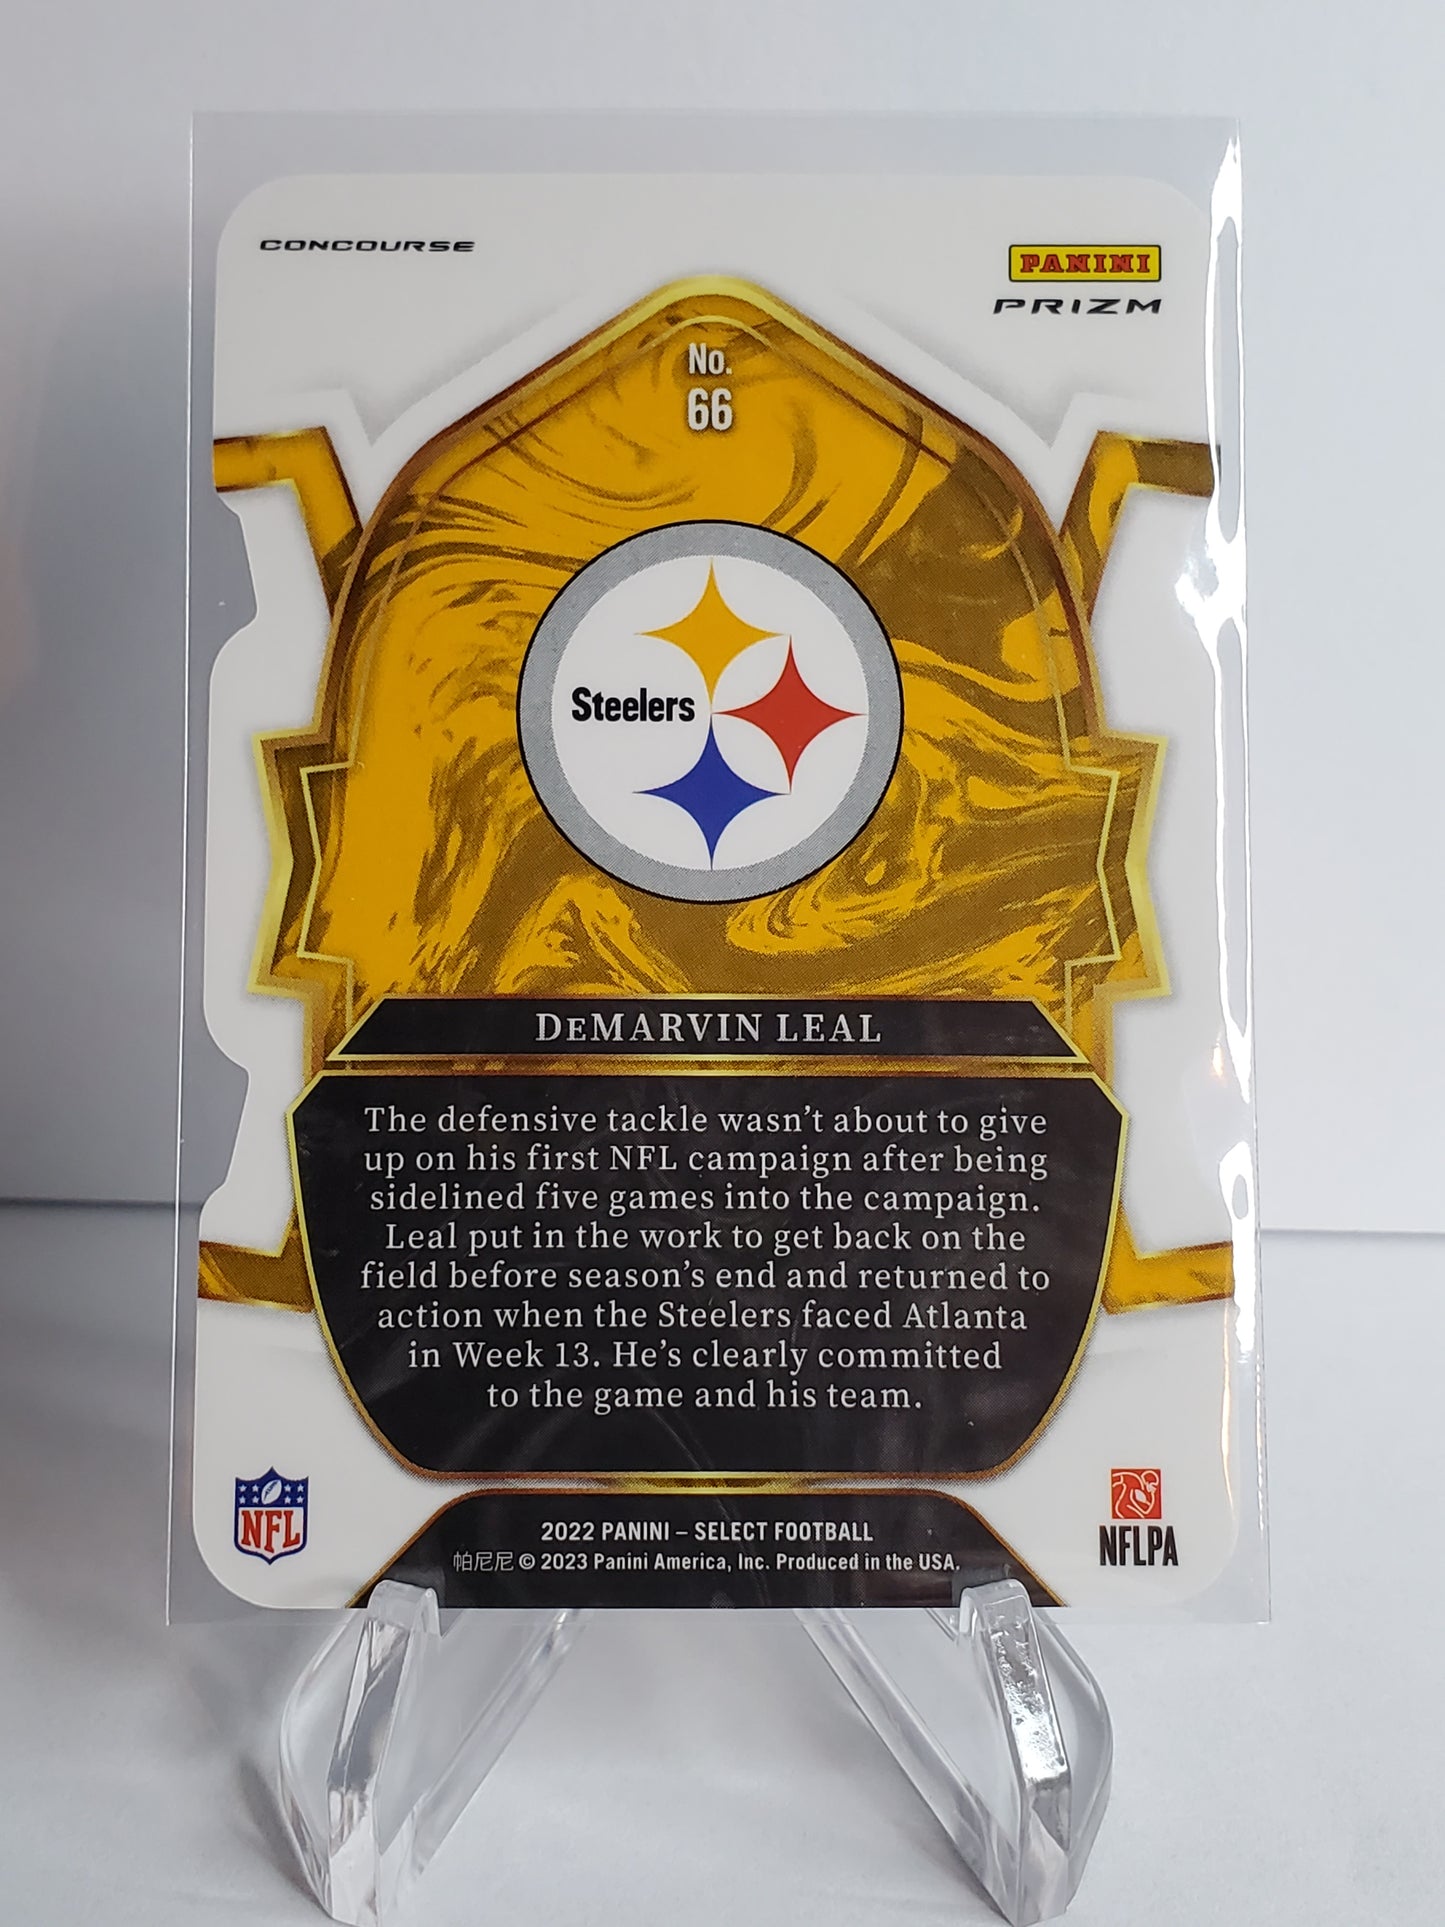 CONCOURSE
PANINI
PRIZM
No.
66
Steelers
DeMARVIN LEAL
The defensive tackle wasn't about to give
up on his first NFL campaign after being
sidelined five games into the campaign.
Leal put in the work to get back on the
field before season's end and returned to
action when the Steelers faced Atlanta
in Week 13. He's clearly committed
to the game and his team.
NFL
NFLPA
2022 PANINI – SELECT FOOTBALL
帕尼尼 © 2023 Panini America, Inc. Produced in the USA.